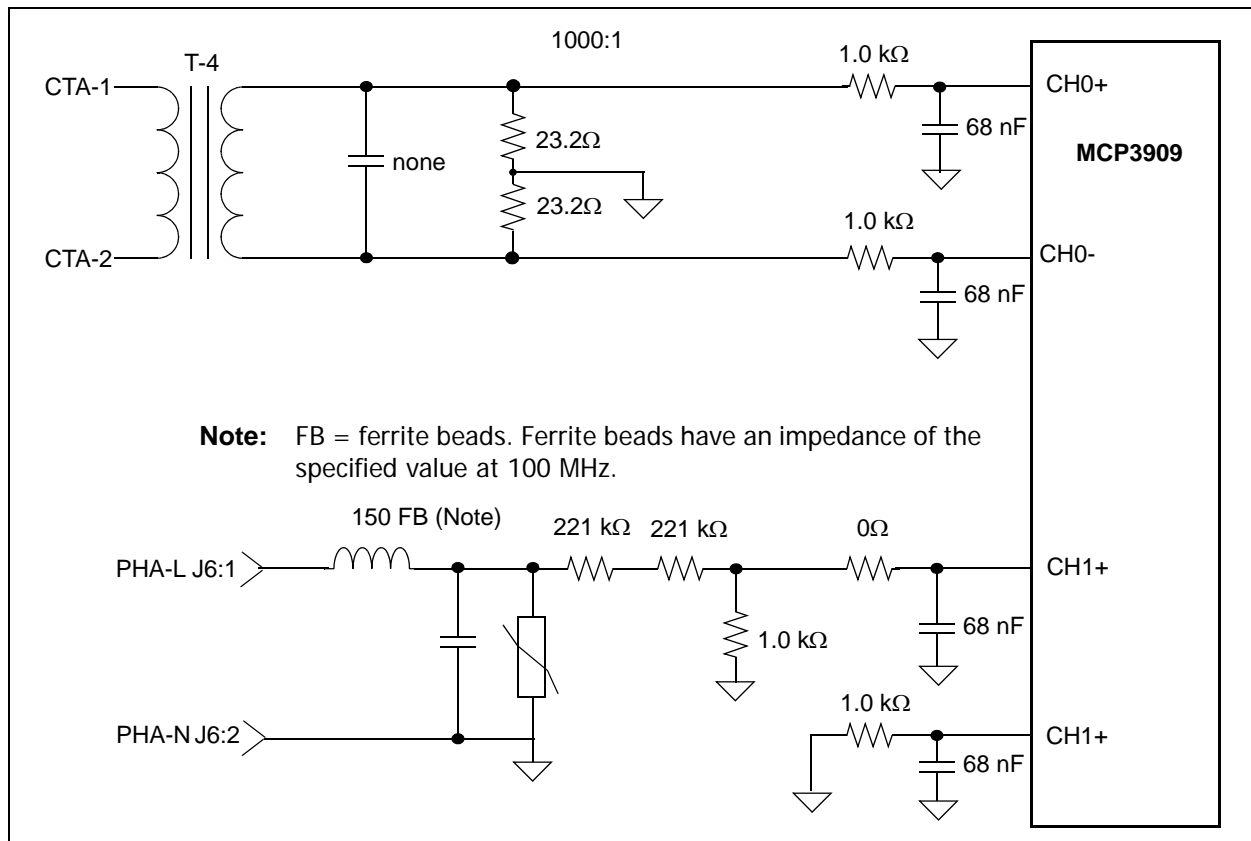 1000:1
T-4
CTA-1
CTA-2
none
23.2Ω
23.2Ω
1.0 kΩ
68 nF
CH0+
MCP3909
1.0 kΩ
68 nF
CH0-
Note: FB = ferrite beads. Ferrite beads have an impedance of the
specified value at 100 MHz.
150 FB (Note)
221 kΩ
221 kΩ
0Ω
PHA-L J6:1
CH1+
68 nF
1.0 kΩ
1.0 kΩ
PHA-N J6:2
CH1+
68 nF